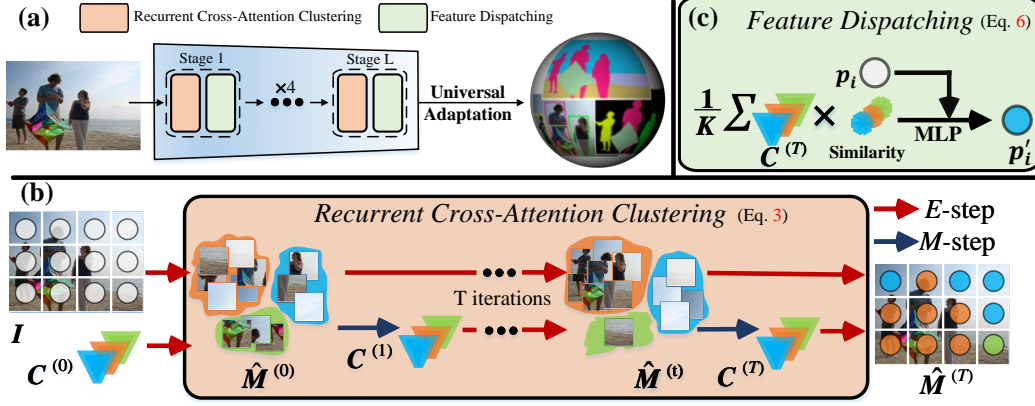 (a)
Recurrent Cross-Attention Clustering
Feature Dispatching
Stage 1
Stage L
×4
Universal
Adaptation
(c)
Feature Dispatching (Eq. 6)
p_i
1/K Σ
×
C^(T)
Similarity
MLP
p'_i
(b)
Recurrent Cross-Attention Clustering (Eq. 3)
E-step
M-step
T iterations
I
C^(0)
M̂^(0)
C^(1)
M̂^(t)
C^(T)
M̂^(T)